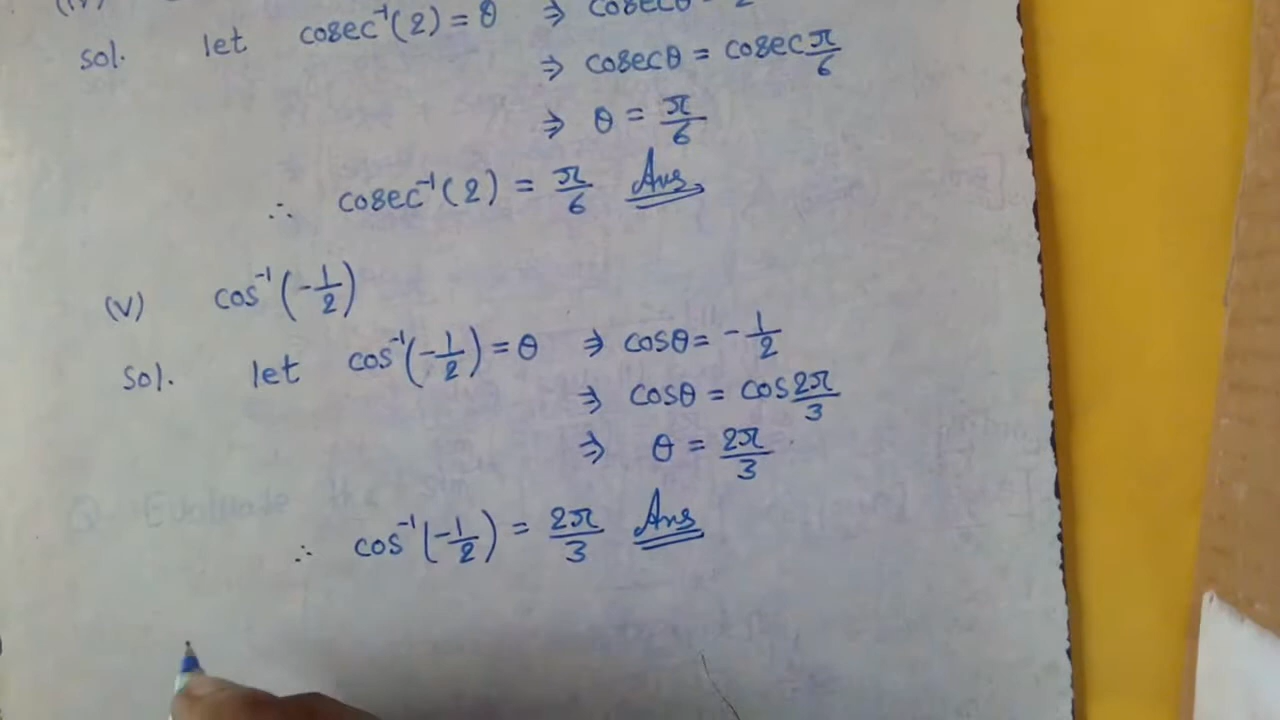 sol. let cosec⁻¹(2) = θ ⇒ cosecθ = 2
⇒ cosecθ = cosec π/6
⇒ θ = π/6
∴ cosec⁻¹(2) = π/6 Ans
(V) cos⁻¹(-1/2)
sol. let cos⁻¹(-1/2) = θ ⇒ cosθ = -1/2
⇒ cosθ = cos 2π/3
⇒ θ = 2π/3
∴ cos⁻¹(-1/2) = 2π/3 Ans